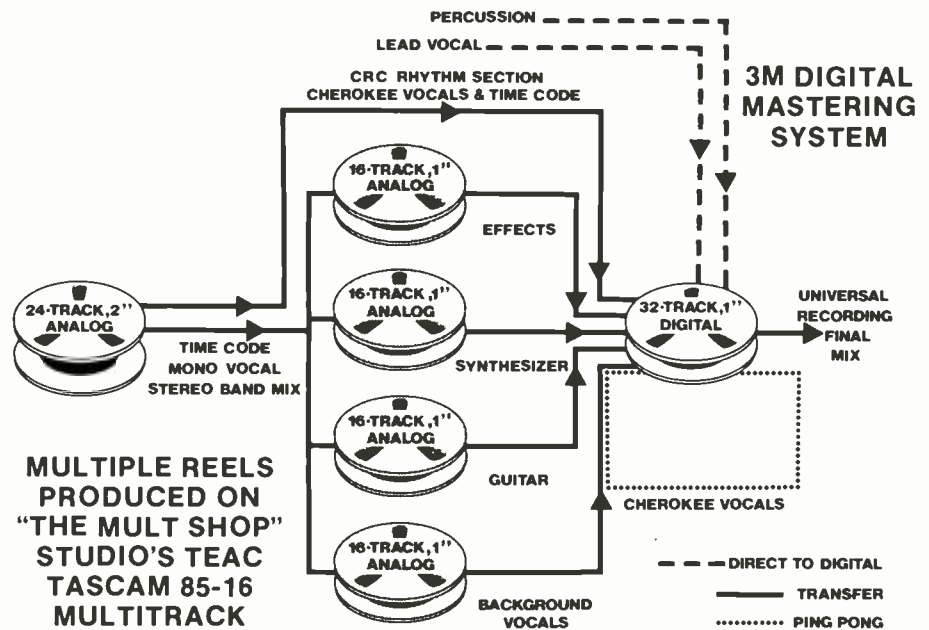 PERCUSSION
LEAD VOCAL
CRC RHYTHM SECTION
CHEROKEE VOCALS & TIME CODE
3M DIGITAL
MASTERING
SYSTEM
16-TRACK,1"
ANALOG
EFFECTS
24-TRACK,2"
ANALOG
16-TRACK,1"
ANALOG
32-TRACK,1"
DIGITAL
UNIVERSAL
RECORDING
FINAL
MIX
TIME CODE
MONO VOCAL
STEREO BAND MIX
SYNTHESIZER
16-TRACK,1"
ANALOG
GUITAR
CHEROKEE VOCALS
MULTIPLE REELS
PRODUCED ON
"THE MULT SHOP"
STUDIO'S TEAC
TASCAM 85-16
MULTITRACK
16-TRACK,1"
ANALOG
BACKGROUND
VOCALS
DIRECT TO DIGITAL
TRANSFER
PING PONG